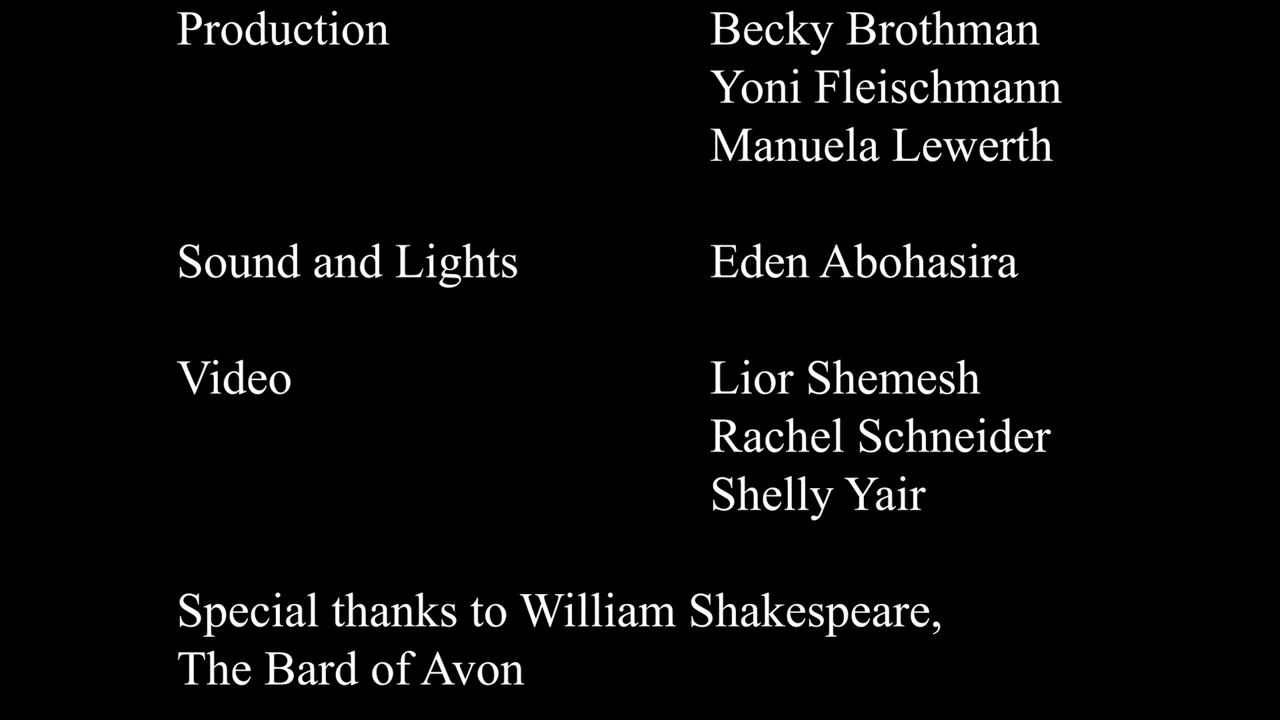 Production Becky Brothman
Yoni Fleischmann
Manuela Lewerth
Sound and Lights Eden Abohasira
Video Lior Shemesh
Rachel Schneider
Shelly Yair
Special thanks to William Shakespeare,
The Bard of Avon